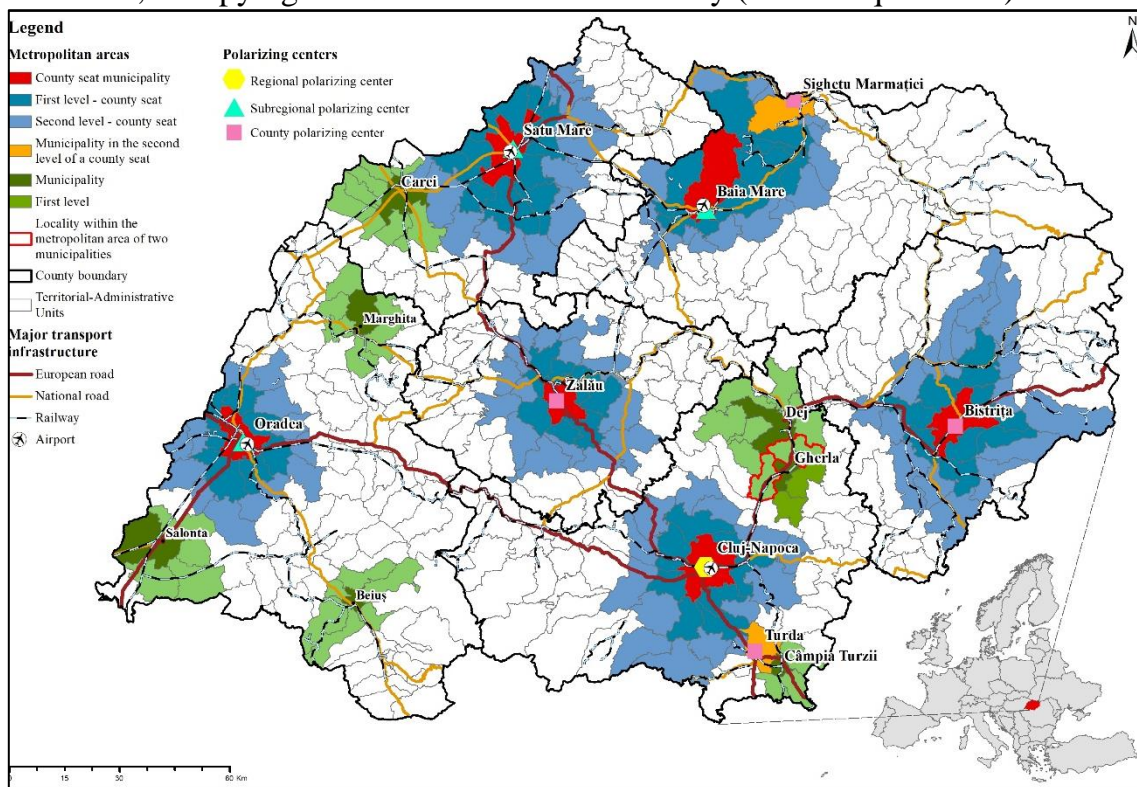 Legend
Metropolitan areas
County seat municipality
First level - county seat
Second level - county seat
Municipality in the second
level of a county seat
Municipality
First level
Locality within the
metropolitan area of two
municipalities
County boundary
Territorial-Administrative
Units
Major transport
infrastructure
European road
National road
Railway
Airport
Polarizing centers
Regional polarizing center
Subregional polarizing center
County polarizing center
N
Sighetu Marmației
Satu Mare
Baia Mare
Carei
Marghita
Zalău
Oradea
Dej
Bistrița
Gherla
Salonta
Cluj-Napoca
Beiuș
Turda
Câmpia Turzii
0 15 30 60 Km